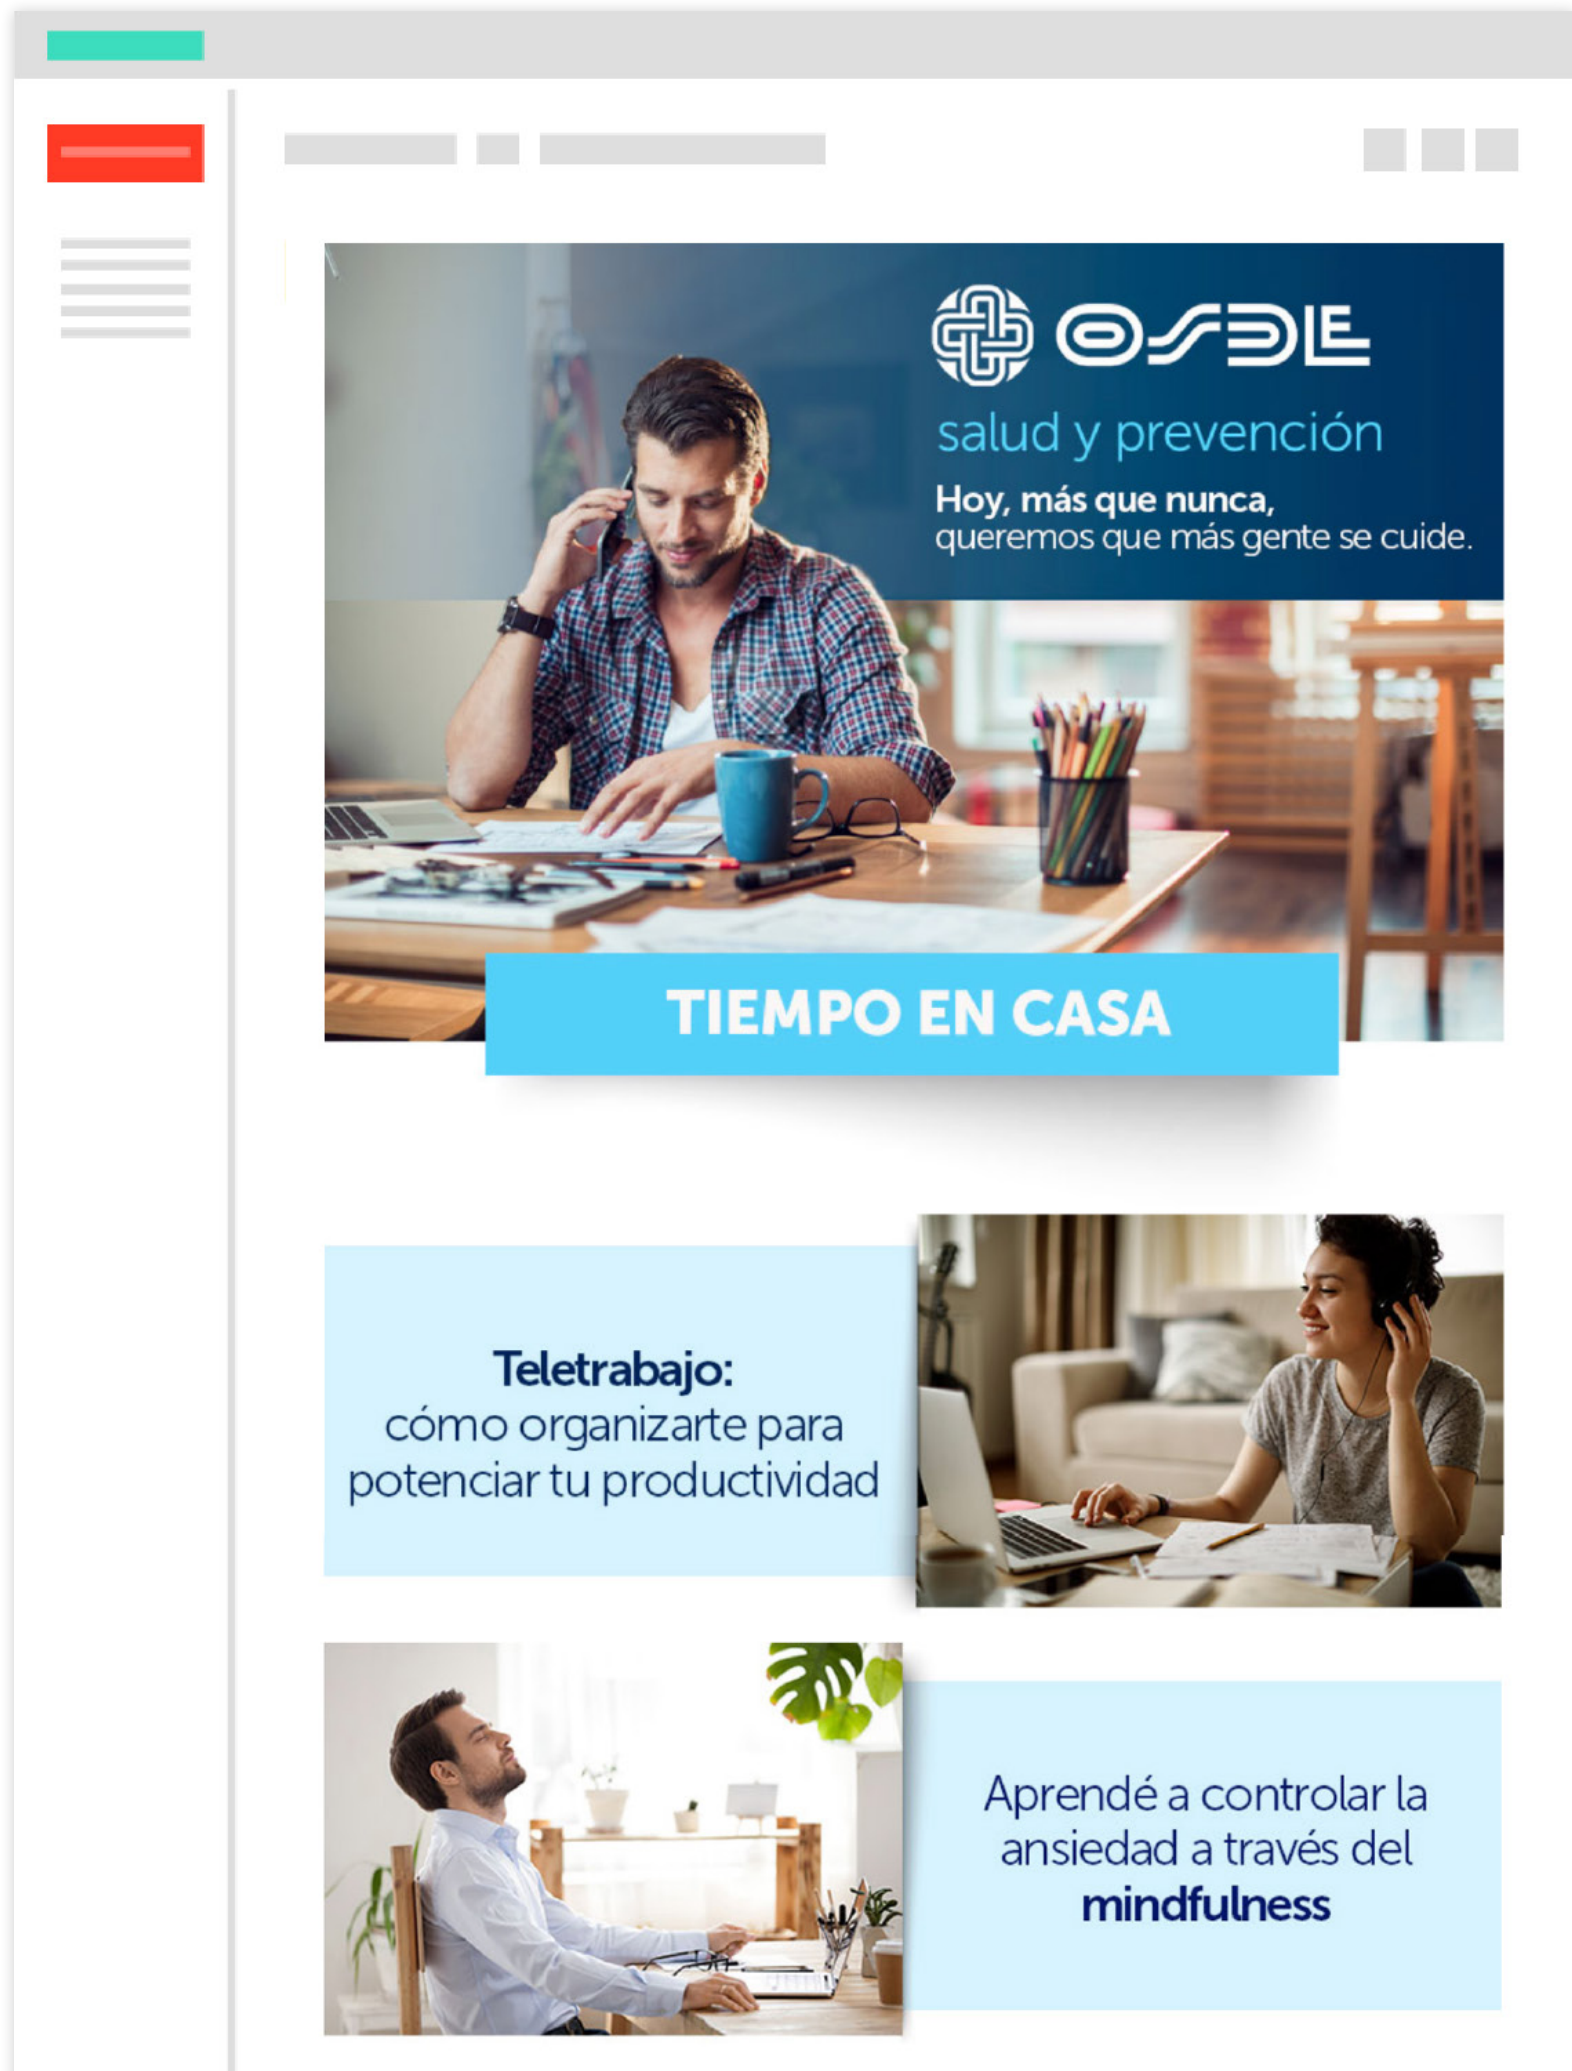 OSDE
salud y prevención
Hoy, más que nunca,
queremos que más gente se cuide.
TIEMPO EN CASA
Teletrabajo:
cómo organizarte para
potenciar tu productividad
Aprendé a controlar la
ansiedad a través del
mindfulness